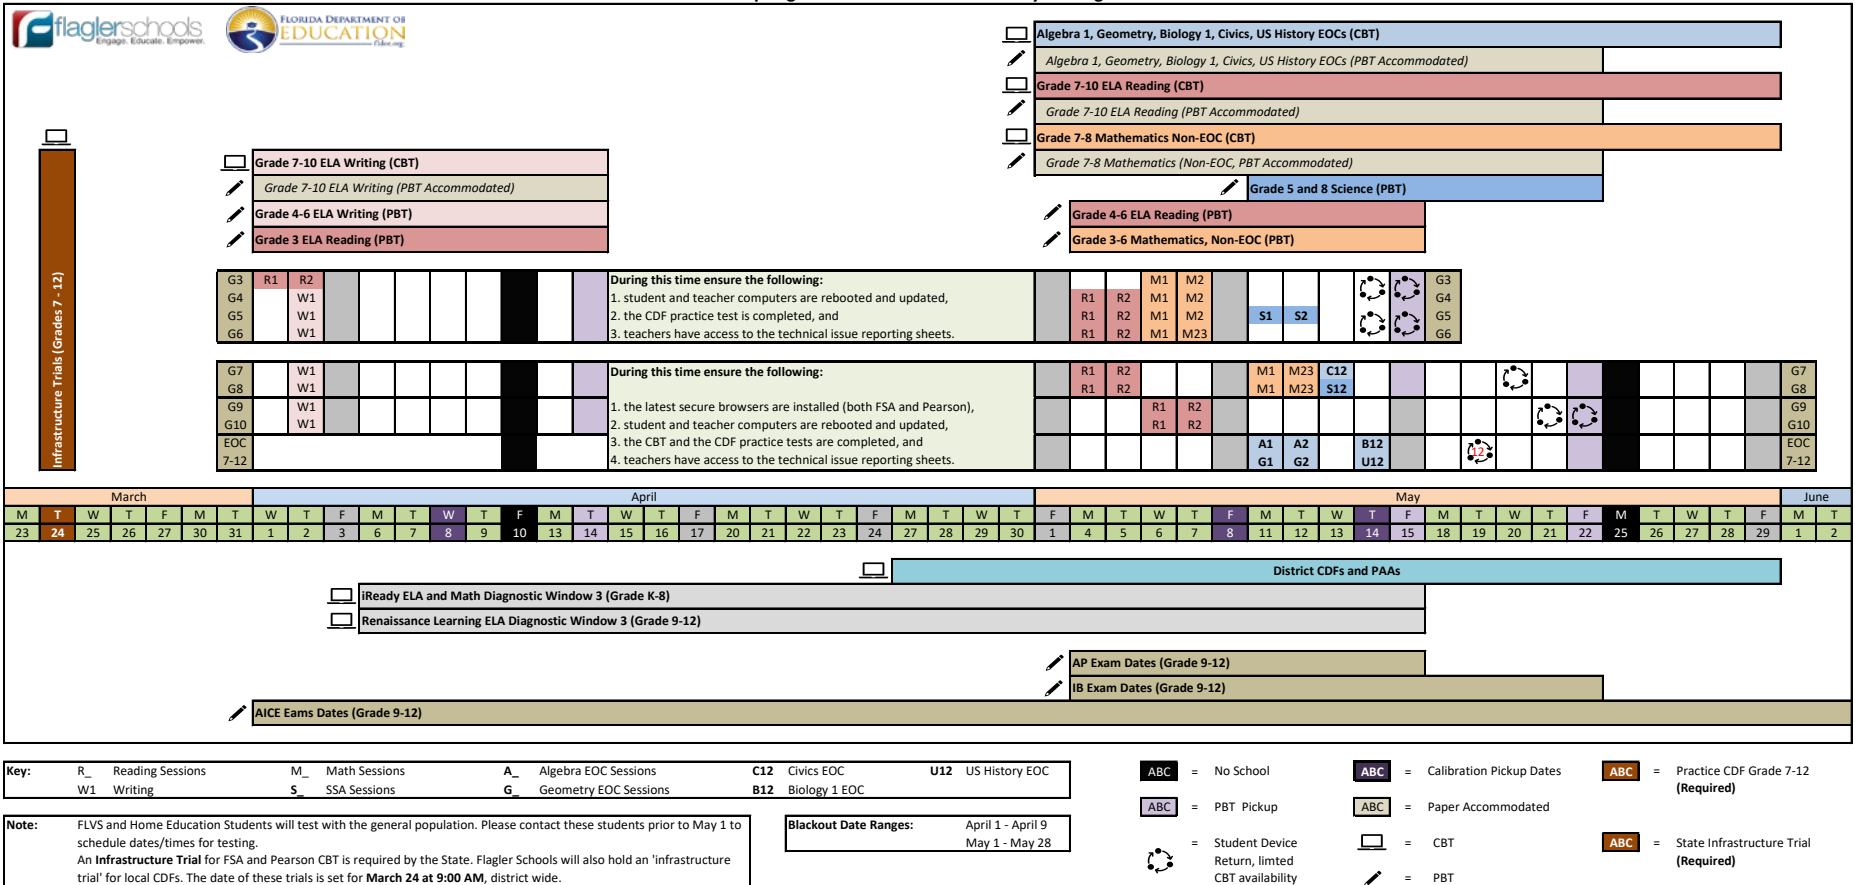 flaglerschools
Engage. Educate. Empower.
FLORIDA DEPARTMENT OF
EDUCATION
fldoe.org
Algebra 1, Geometry, Biology 1, Civics, US History EOCs (CBT)
Algebra 1, Geometry, Biology 1, Civics, US History EOCs (PBT Accommodated)
Grade 7-10 ELA Reading (CBT)
Grade 7-10 ELA Reading (PBT Accommodated)
Grade 7-8 Mathematics Non-EOC (CBT)
Grade 7-8 Mathematics (Non-EOC, PBT Accommodated)
Grade 5 and 8 Science (PBT)
Grade 4-6 ELA Reading (PBT)
Grade 3-6 Mathematics, Non-EOC (PBT)
Grade 7-10 ELA Writing (CBT)
Grade 7-10 ELA Writing (PBT Accommodated)
Grade 4-6 ELA Writing (PBT)
Grade 3 ELA Reading (PBT)
Infrastructure Trials (Grades 7 - 12)
G3 R1 R2 During this time ensure the following: M1 M2 G3
G4 W1 1. student and teacher computers are rebooted and updated, R1 R2 M1 M2 G4
G5 W1 2. the CDF practice test is completed, and R1 R2 M1 M2 S1 S2 G5
G6 W1 3. teachers have access to the technical issue reporting sheets. R1 R2 M1 M23 G6
G7 W1 During this time ensure the following: R1 R2 M1 M23 C12 G7
G8 W1 R1 R2 M1 M23 S12 G8
G9 W1 1. the latest secure browsers are installed (both FSA and Pearson), R1 R2 G9
G10 W1 2. student and teacher computers are rebooted and updated, R1 R2 G10
EOC 3. the CBT and the CDF practice tests are completed, and A1 A2 B12 EOC
7-12 4. teachers have access to the technical issue reporting sheets. G1 G2 U12 12 7-12
March April May June
M T W T F M T W T F M T W T F M T W T F M T W T F M T W T F M T W T F M T W T F M T W T F M T W T F M T
23 24 25 26 27 30 31 1 2 3 6 7 8 9 10 13 14 15 16 17 20 21 22 23 24 27 28 29 30 1 4 5 6 7 8 11 12 13 14 15 18 19 20 21 22 25 26 27 28 29 1 2
District CDFs and PAAs
iReady ELA and Math Diagnostic Window 3 (Grade K-8)
Renaissance Learning ELA Diagnostic Window 3 (Grade 9-12)
AP Exam Dates (Grade 9-12)
IB Exam Dates (Grade 9-12)
AICE Eams Dates (Grade 9-12)
Key: R_ Reading Sessions M_ Math Sessions A_ Algebra EOC Sessions C12 Civics EOC U12 US History EOC
W1 Writing S_ SSA Sessions G_ Geometry EOC Sessions B12 Biology 1 EOC
Note: FLVS and Home Education Students will test with the general population. Please contact these students prior to May 1 to
schedule dates/times for testing.
An Infrastructure Trial for FSA and Pearson CBT is required by the State. Flagler Schools will also hold an 'infrastructure
trial' for local CDFs. The date of these trials is set for March 24 at 9:00 AM, district wide.
Blackout Date Ranges: April 1 - April 9
May 1 - May 28
ABC = No School
ABC = PBT Pickup
= Student Device
Return, limted
CBT availability
ABC = Calibration Pickup Dates
ABC = Paper Accommodated
= CBT
= PBT
ABC = Practice CDF Grade 7-12
(Required)
ABC = State Infrastructure Trial
(Required)